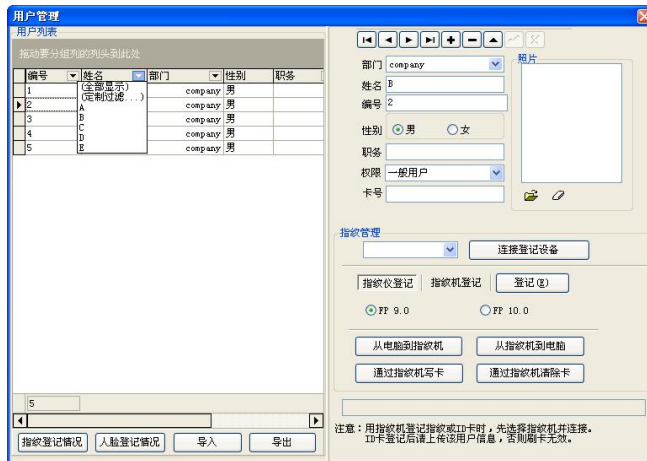 用户管理
用户列表
拖动要分组列的列头到此处
编号 姓名 部门 性别 职务
(全部显示)
(定制过滤...)
A
B
C
D
E
1 company 男
2 company 男
3 company 男
4 company 男
5 company 男
5
指纹登记情况 人脸登记情况 导入 导出
部门 company
姓名 B
编号 2
性别 男 女
职务
权限 一般用户
卡号
照片
指纹管理
连接登记设备
指纹仪登记 指纹机登记 登记(E)
FP 9.0 FP 10.0
从电脑到指纹机 从指纹机到电脑
通过指纹机写卡 通过指纹机清除卡
注意：用指纹机登记指纹或ID卡时，先选择指纹机并连接。
ID卡登记后请上传该用户信息，否则刷卡无效。